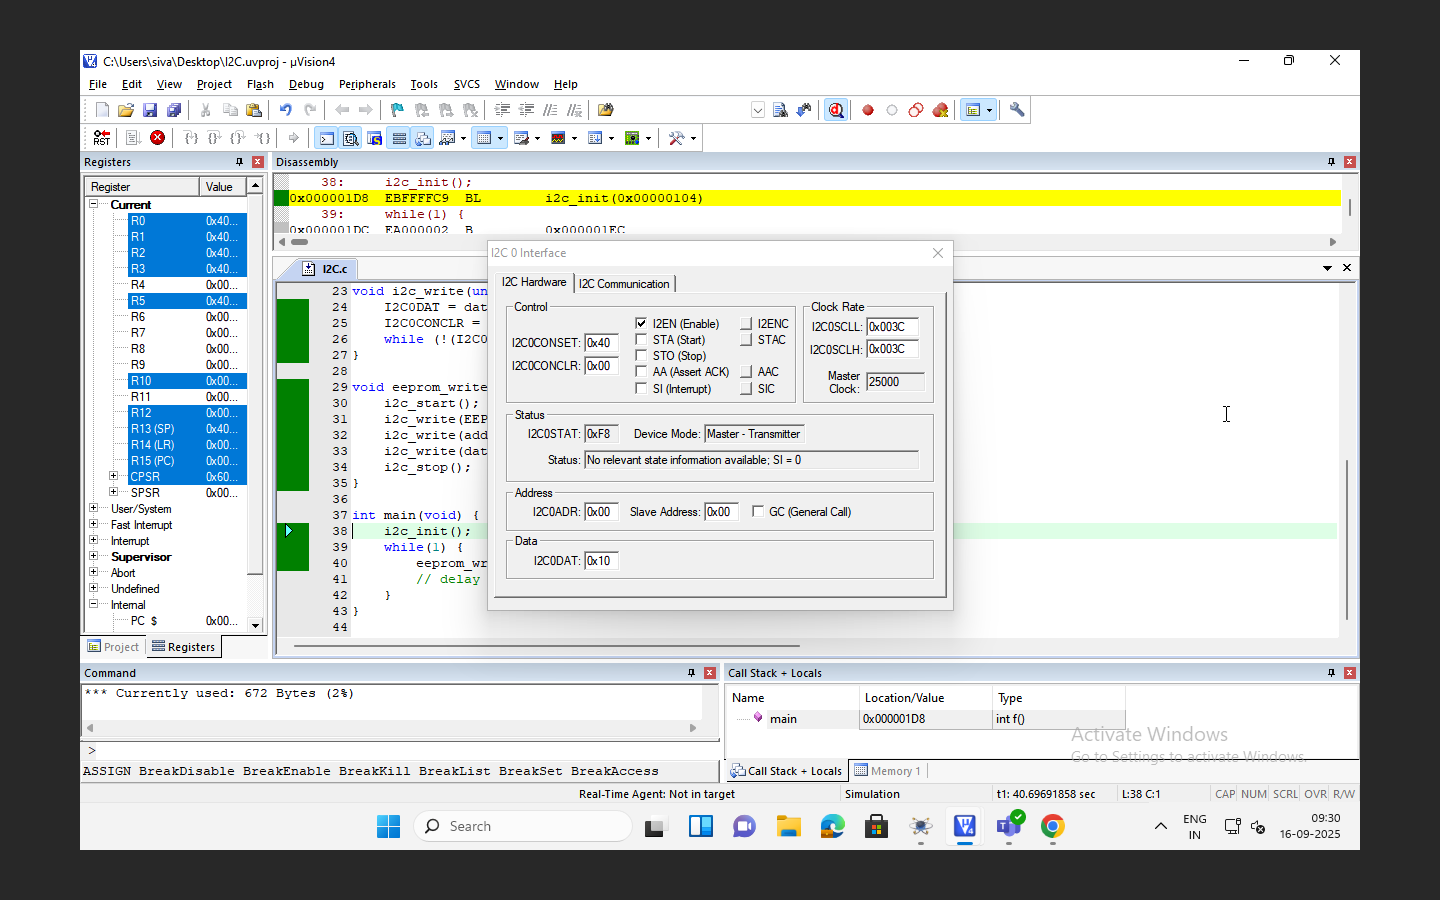 C:\Users\siva\Desktop\I2C.uvproj - µVision4
File Edit View Project Flash Debug Peripherals Tools SVCS Window Help
RST
Registers
Register Value
Current
R0 0x40...
R1 0x40...
R2 0x40...
R3 0x40...
R4 0x00...
R5 0x40...
R6 0x00...
R7 0x00...
R8 0x00...
R9 0x00...
R10 0x00...
R11 0x00...
R12 0x00...
R13 (SP) 0x40...
R14 (LR) 0x00...
R15 (PC) 0x00...
CPSR 0x60...
SPSR 0x00...
User/System
Fast Interrupt
Interrupt
Supervisor
Abort
Undefined
Internal
PC $ 0x00...
Project Registers
Disassembly
38: i2c_init();
0x000001D8 EBFFFFC9 BL i2c_init(0x00000104)
39: while(1) {
0x000001DC EA000002 B 0x000001EC
I2C.c
23 void i2c_write(un
24 I2C0DAT = dat
25 I2C0CONCLR =
26 while (!(I2C0
27 }
28
29 void eeprom_write
30 i2c_start();
31 i2c_write(EEP
32 i2c_write(add
33 i2c_write(dat
34 i2c_stop();
35 }
36
37 int main(void) {
38 i2c_init();
39 while(1) {
40 eeprom_wr
41 // delay
42 }
43 }
44
I2C 0 Interface
I2C Hardware I2C Communication
Control
I2C0CONSET: 0x40
I2C0CONCLR: 0x00
I2EN (Enable) I2ENC
STA (Start) STAC
STO (Stop)
AA (Assert ACK) AAC
SI (Interrupt) SIC
Clock Rate
I2C0SCLL: 0x003C
I2C0SCLH: 0x003C
Master Clock: 25000
Status
I2C0STAT: 0xF8 Device Mode: Master - Transmitter
Status: No relevant state information available; SI = 0
Address
I2C0ADR: 0x00 Slave Address: 0x00 GC (General Call)
Data
I2C0DAT: 0x10
Command
*** Currently used: 672 Bytes (2%)
>
ASSIGN BreakDisable BreakEnable BreakKill BreakList BreakSet BreakAccess
Call Stack + Locals
Name Location/Value Type
main 0x000001D8 int f()
Activate Windows
Go to Settings to activate Windows.
Call Stack + Locals Memory 1
Real-Time Agent: Not in target Simulation t1: 40.69691858 sec L:38 C:1 CAP NUM SCRL OVR R/W
Search
ENG
IN
09:30
16-09-2025